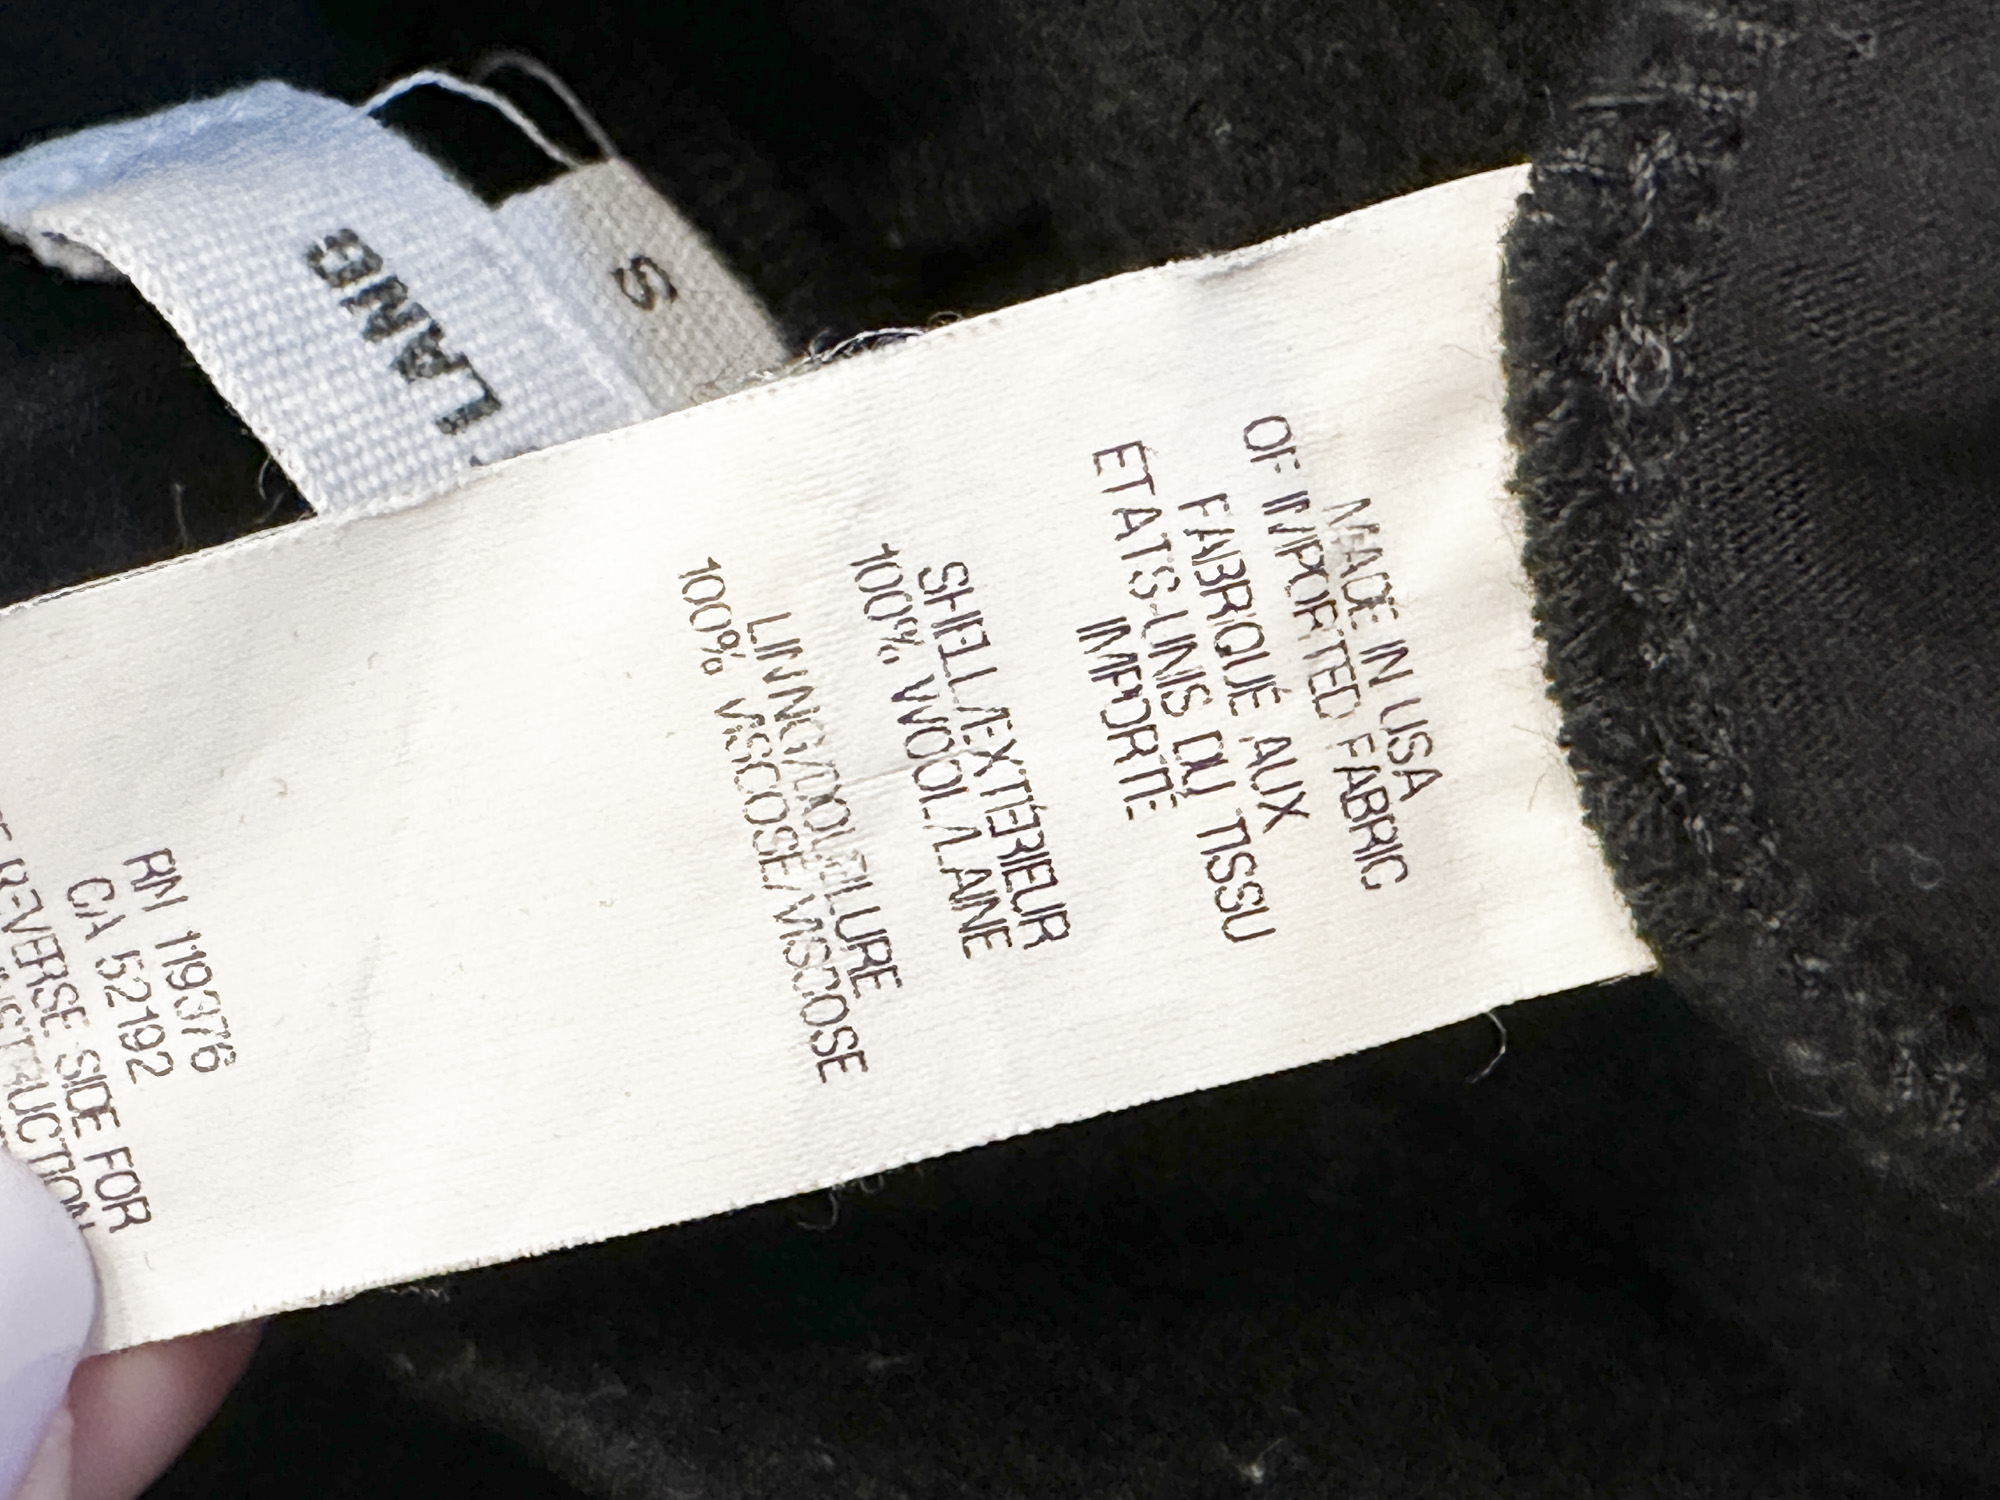 LANG
S
MADE IN USA
OF IMPORTED FABRIC
FABRIQUÉ AUX
ETATS-UNIS DU TISSU
IMPORTÉ
SHELL/EXTÉRIEUR
100% WOOL/LAINE
LINING/DOUBLURE
100% VISCOSE/VISCOSE
RN 119376
CA 52192
REVERSE SIDE FOR